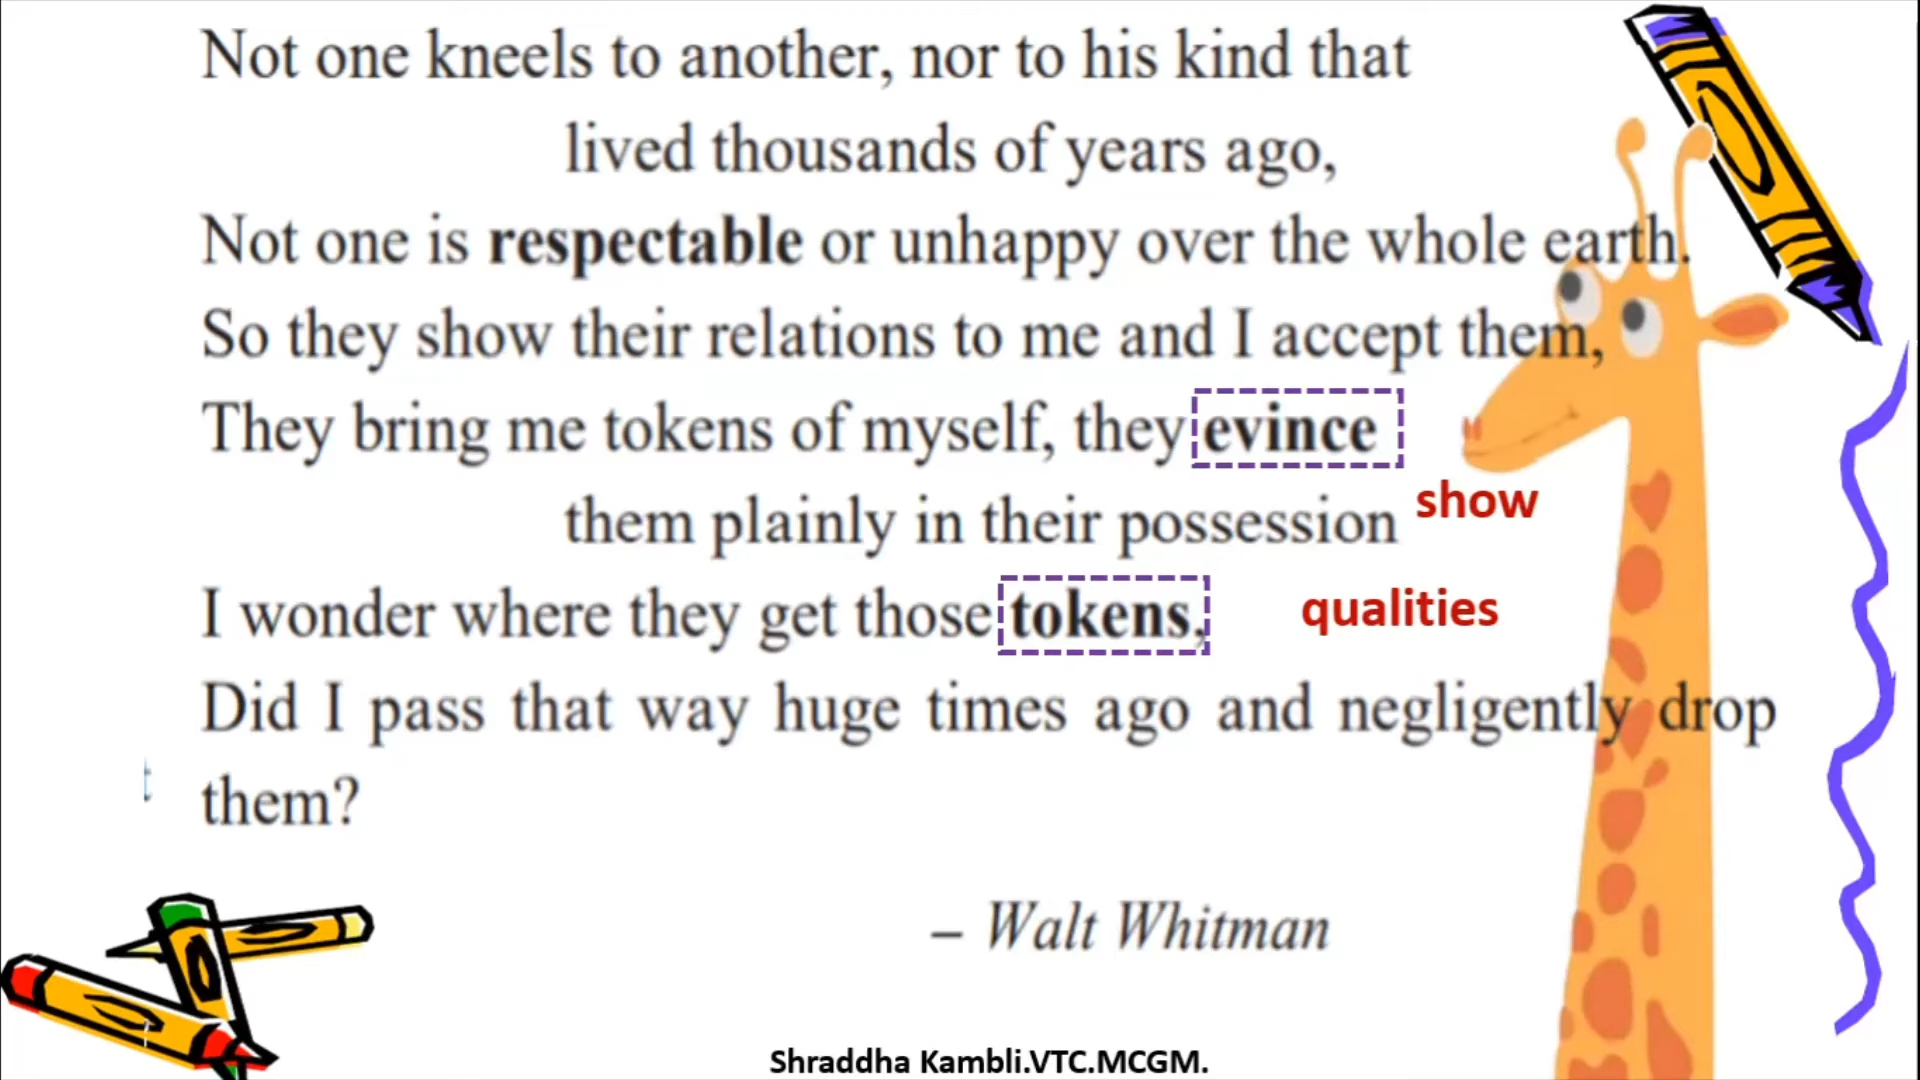 Not one kneels to another, nor to his kind that
lived thousands of years ago,
Not one is respectable or unhappy over the whole earth.
So they show their relations to me and I accept them,
They bring me tokens of myself, they evince
them plainly in their possession
show
I wonder where they get those tokens,
qualities
Did I pass that way huge times ago and negligently drop
them?
– Walt Whitman
Shraddha Kambli.VTC.MCGM.